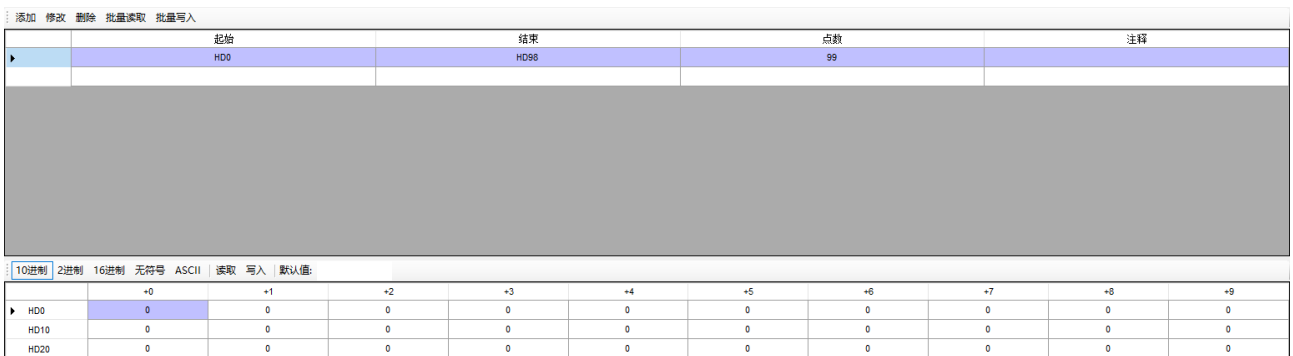 添加 修改 删除 批量读取 批量写入
起始 结束 点数 注释
HD0 HD98 99
10进制 2进制 16进制 无符号 ASCII 读取 写入 默认值:
+0 +1 +2 +3 +4 +5 +6 +7 +8 +9
HD0 0 0 0 0 0 0 0 0 0 0
HD10 0 0 0 0 0 0 0 0 0 0
HD20 0 0 0 0 0 0 0 0 0 0